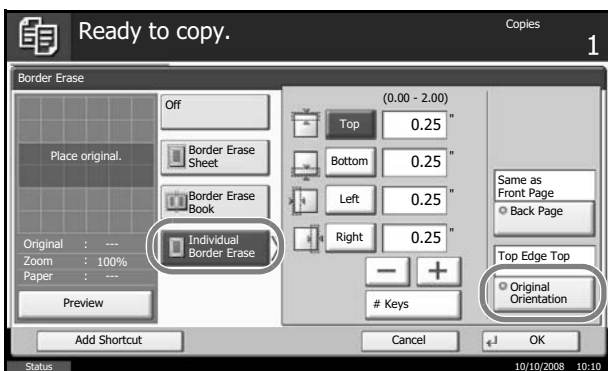 Ready to copy.
Copies
1
Border Erase
Place original.
Original : ---
Zoom : 100%
Paper : ---
Preview
Off
Border Erase
Sheet
Border Erase
Book
Individual
Border Erase
(0.00 - 2.00)
Top 0.25 "
Bottom 0.25 "
Left 0.25 "
Right 0.25 "
# Keys
Same as
Front Page
Back Page
Top Edge Top
Original
Orientation
Add Shortcut
Cancel
OK
Status
10/10/2008 10:10